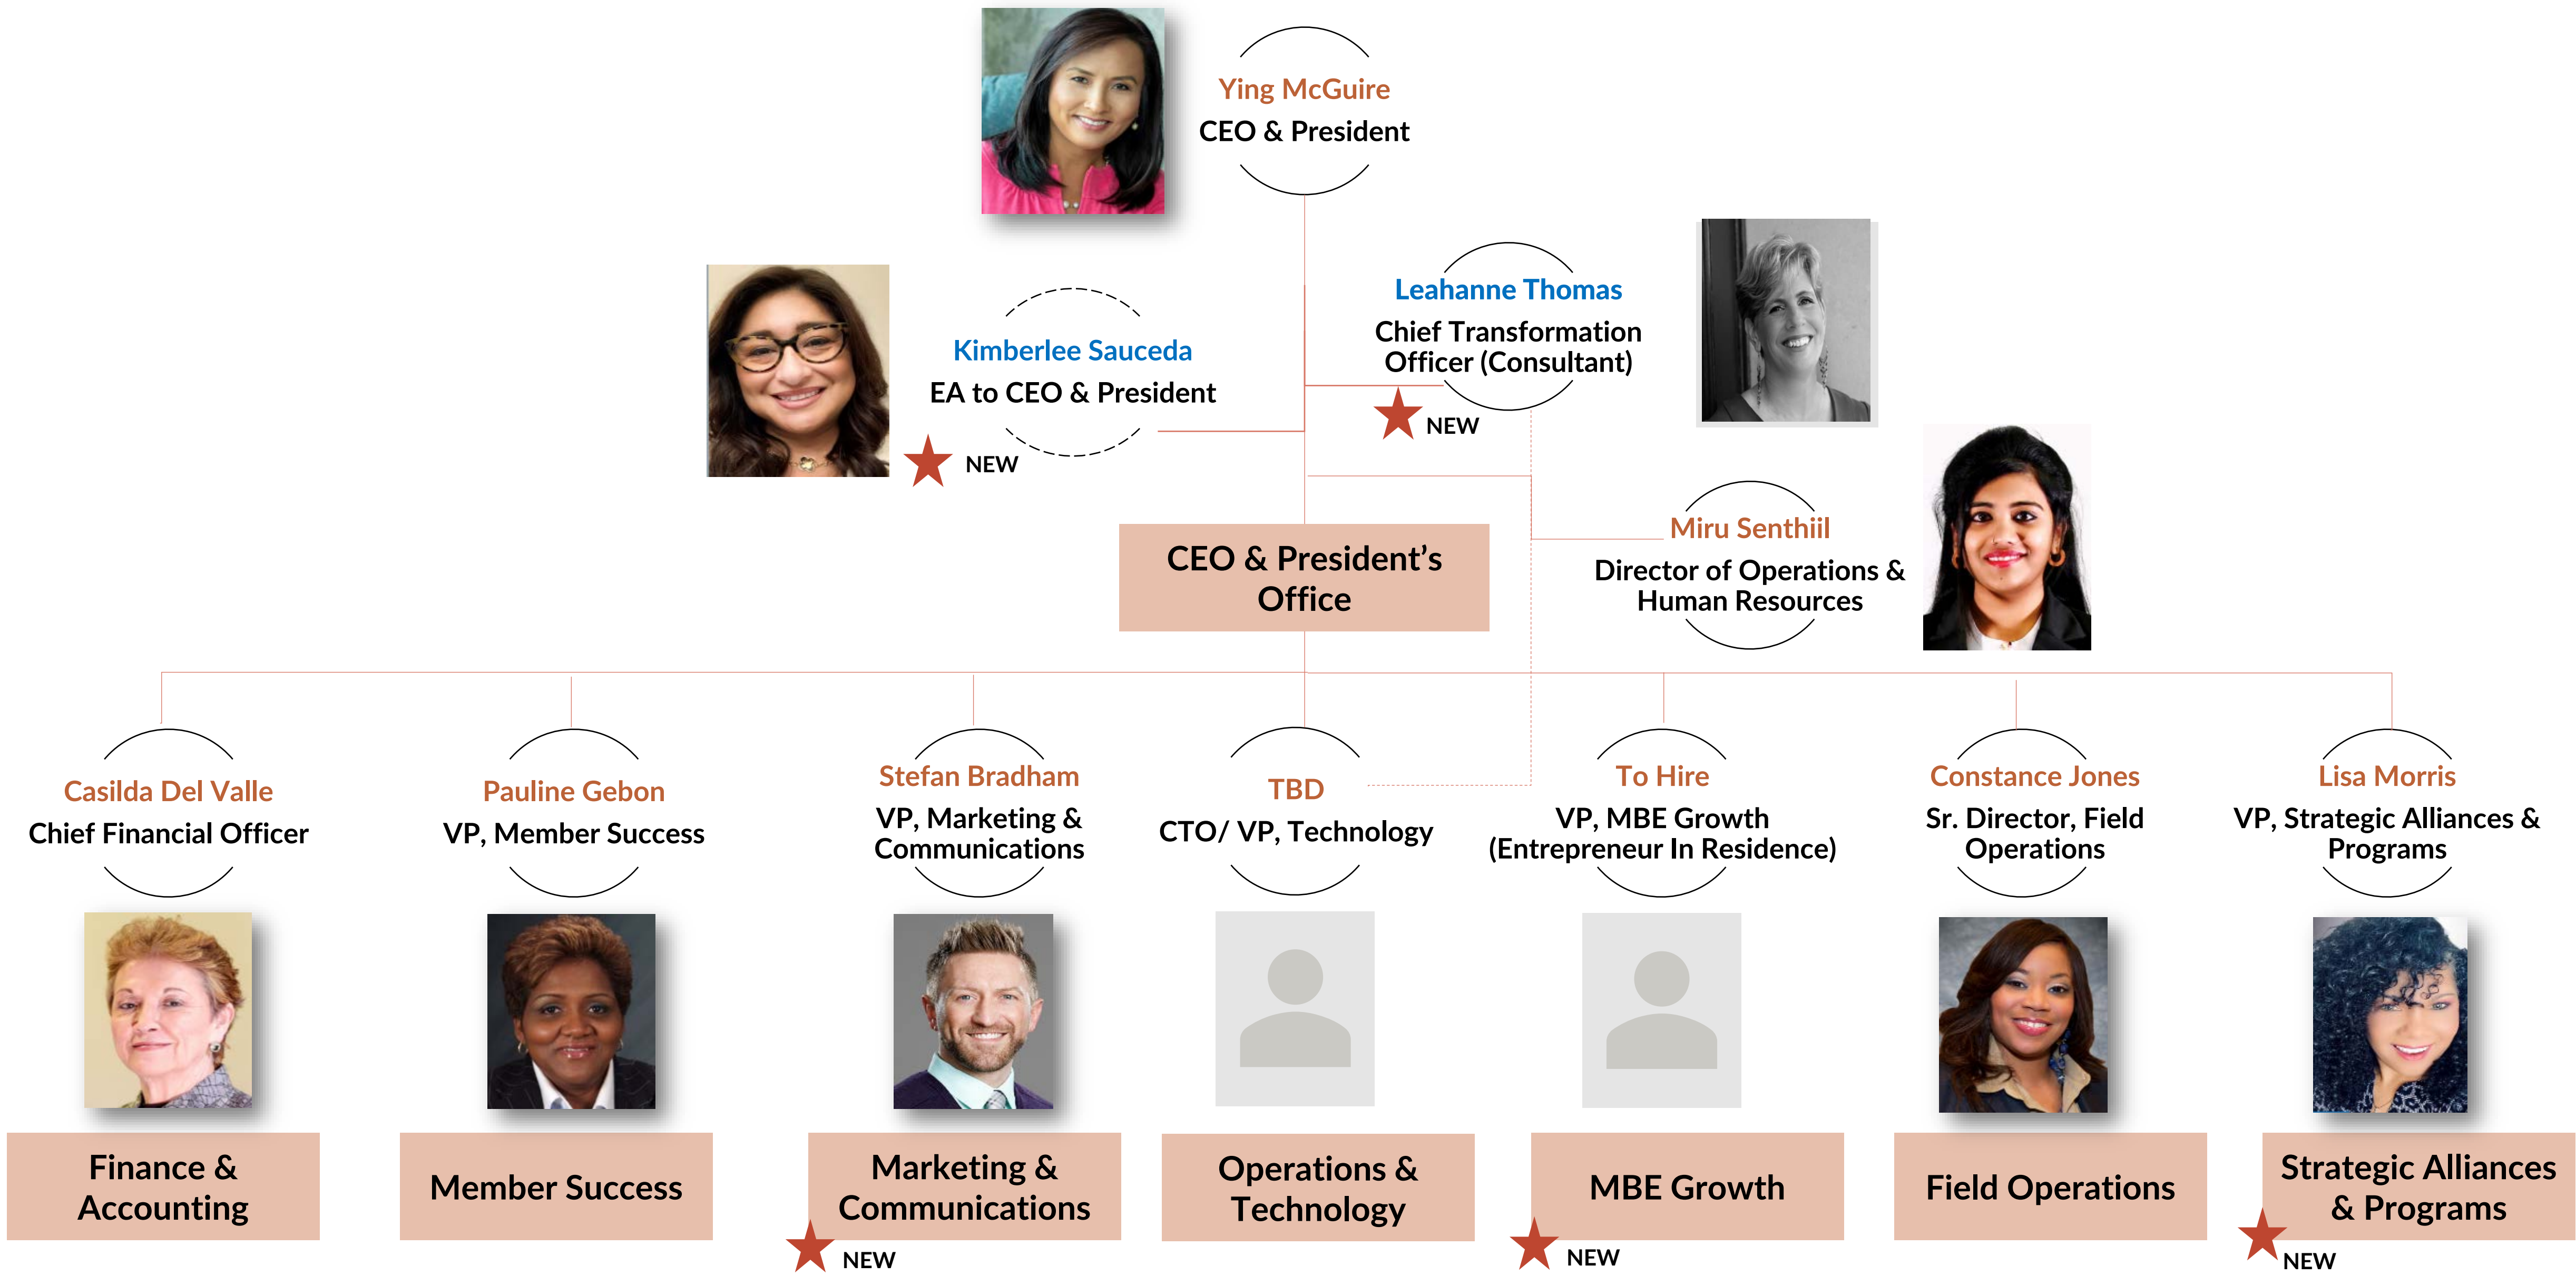 Ying McGuire
CEO & President
Leahanne Thomas
Chief Transformation
Officer (Consultant)
NEW
Kimberlee Sauceda
EA to CEO & President
NEW
Miru Senthiil
Director of Operations &
Human Resources
CEO & President’s
Office
Casilda Del Valle
Chief Financial Officer
Pauline Gebon
VP, Member Success
Stefan Bradham
VP, Marketing &
Communications
TBD
CTO/ VP, Technology
To Hire
VP, MBE Growth
(Entrepreneur In Residence)
Constance Jones
Sr. Director, Field
Operations
Lisa Morris
VP, Strategic Alliances &
Programs
Finance &
Accounting
Member Success
Marketing &
Communications
NEW
Operations &
Technology
MBE Growth
NEW
Field Operations
Strategic Alliances
& Programs
NEW